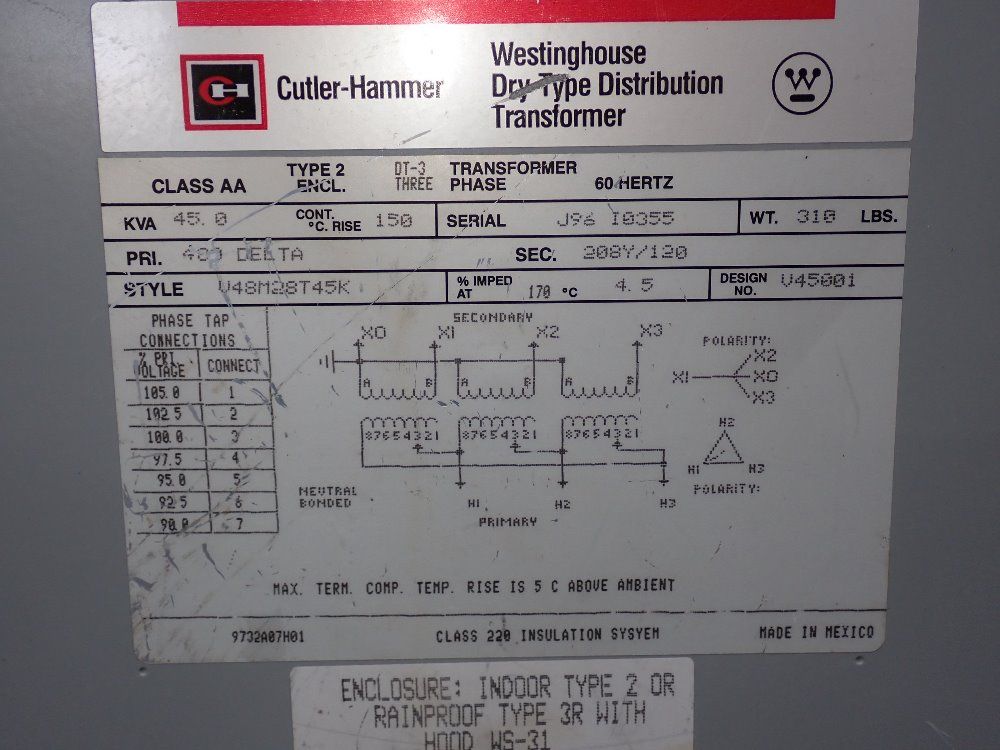 Cutler-Hammer
Westinghouse
Dry-Type Distribution
Transformer
W
CLASS AA TYPE 2 ENCL. DT-3 THREE TRANSFORMER PHASE 60 HERTZ
KVA 45.0 CONT. °C. RISE 150 SERIAL J96 I0355 WT. 310 LBS.
PRI. 480 DELTA SEC. 208Y/120
STYLE V48M28T45K % IMPED AT 170 °C 4.5 DESIGN NO. V45001
PHASE TAP
CONNECTIONS
% PRI VOLTAGE CONNECT
105.0 1
102.5 2
100.0 3
97.5 4
95.0 5
92.5 6
90.0 7
SECONDARY
X0 X1 X2 X3
A B A B A B
87654321 87654321 87654321
H1 H2 H3
PRIMARY
NEUTRAL
BONDED
POLARITY:
X2
X1 X0
X3
H2
H1 H3
POLARITY:
MAX. TERM. COMP. TEMP. RISE IS 5 C ABOVE AMBIENT
9732A07H01 CLASS 220 INSULATION SYSYEM MADE IN MEXICO
ENCLOSURE: INDOOR TYPE 2 OR
RAINPROOF TYPE 3R WITH
HOOD WS-31